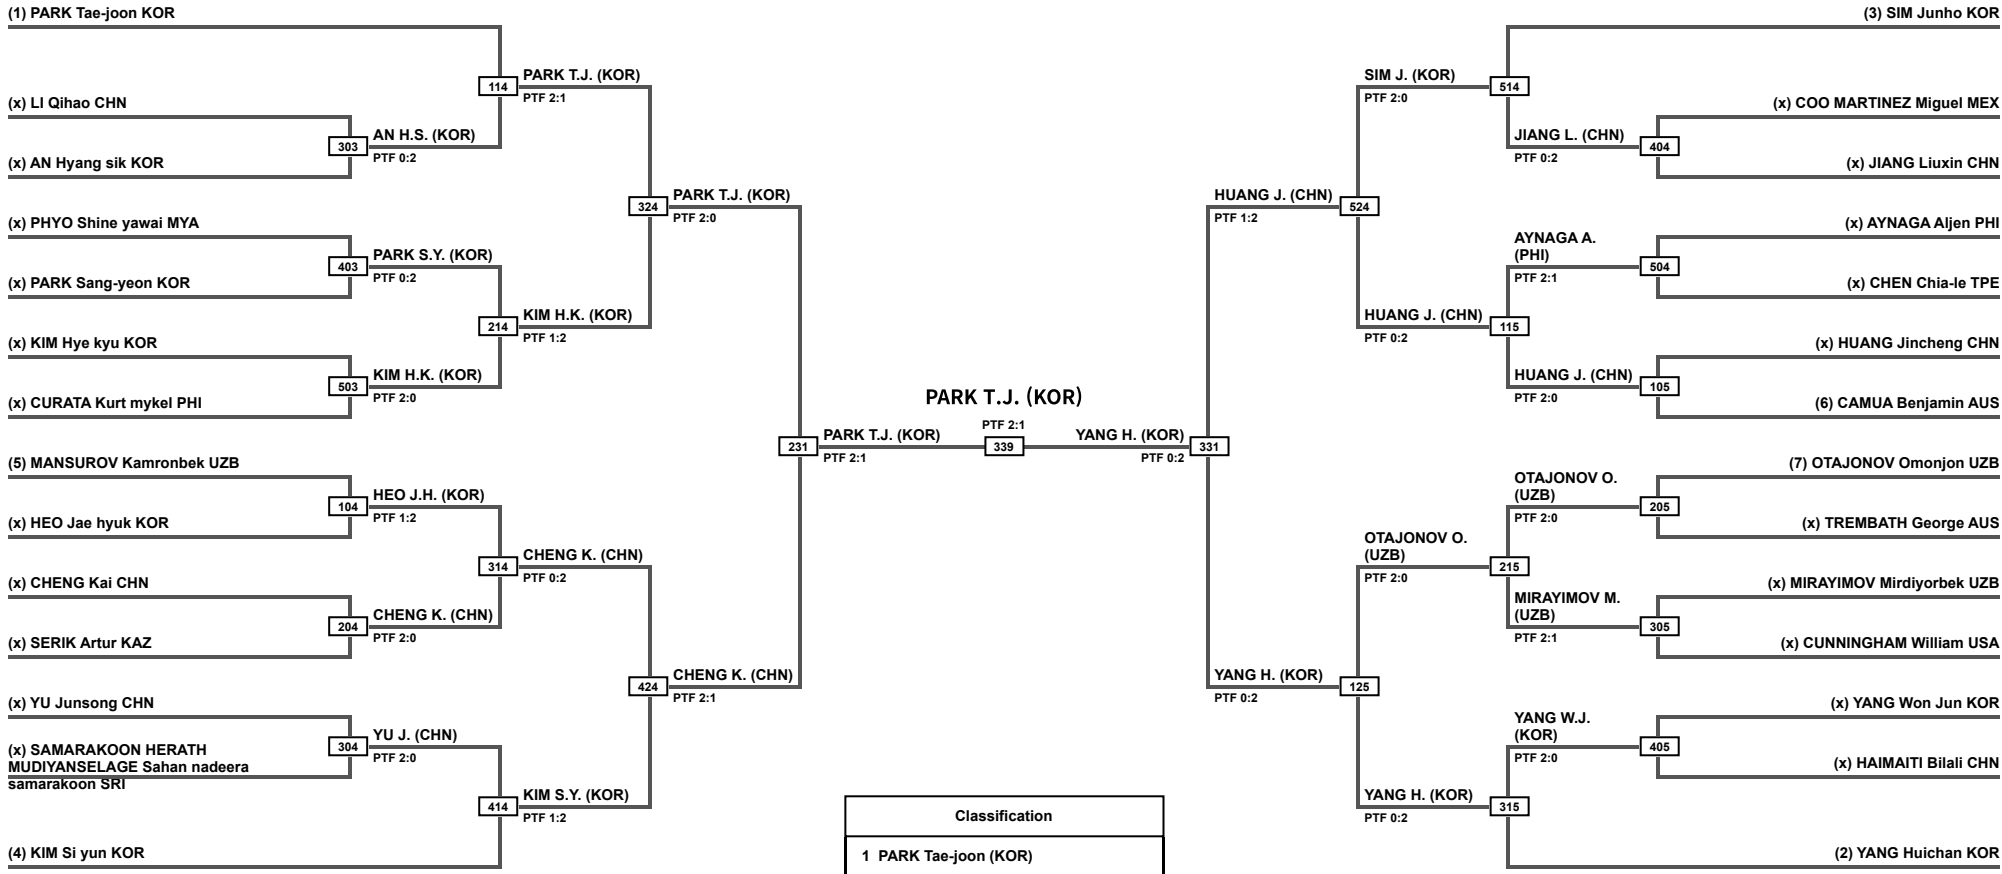 (1) PARK Tae-joon KOR
(x) LI Qihao CHN
(x) AN Hyang sik KOR
(x) PHYO Shine yawai MYA
(x) PARK Sang-yeon KOR
(x) KIM Hye kyu KOR
(x) CURATA Kurt mykel PHI
(5) MANSUROV Kamronbek UZB
(x) HEO Jae hyuk KOR
(x) CHENG Kai CHN
(x) SERIK Artur KAZ
(x) YU Junsong CHN
(x) SAMARAKOON HERATH
MUDIYANSELAGE Sahan nadeera
samarakoon SRI
(4) KIM Si yun KOR
303
AN H.S. (KOR)
PTF 0:2
403
PARK S.Y. (KOR)
PTF 0:2
503
KIM H.K. (KOR)
PTF 2:0
104
HEO J.H. (KOR)
PTF 1:2
204
CHENG K. (CHN)
PTF 2:0
304
YU J. (CHN)
PTF 2:0
114
PARK T.J. (KOR)
PTF 2:1
214
KIM H.K. (KOR)
PTF 1:2
314
CHENG K. (CHN)
PTF 0:2
414
KIM S.Y. (KOR)
PTF 1:2
324
PARK T.J. (KOR)
PTF 2:0
424
CHENG K. (CHN)
PTF 2:1
231
PARK T.J. (KOR)
PTF 2:1
PARK T.J. (KOR)
PTF 2:1
339
YANG H. (KOR)
PTF 0:2
331
HUANG J. (CHN)
PTF 1:2
524
YANG H. (KOR)
PTF 0:2
125
SIM J. (KOR)
PTF 2:0
514
HUANG J. (CHN)
PTF 0:2
115
OTAJONOV O.
(UZB)
PTF 2:0
215
YANG H. (KOR)
PTF 0:2
315
JIANG L. (CHN)
PTF 0:2
404
AYNAGA A.
(PHI)
PTF 2:1
504
HUANG J. (CHN)
PTF 2:0
105
OTAJONOV O.
(UZB)
PTF 2:0
205
MIRAYIMOV M.
(UZB)
PTF 2:1
305
YANG W.J.
(KOR)
PTF 2:0
405
(3) SIM Junho KOR
(x) COO MARTINEZ Miguel MEX
(x) JIANG Liuxin CHN
(x) AYNAGA Aljen PHI
(x) CHEN Chia-le TPE
(x) HUANG Jincheng CHN
(6) CAMUA Benjamin AUS
(7) OTAJONOV Omonjon UZB
(x) TREMBATH George AUS
(x) MIRAYIMOV Mirdiyorbek UZB
(x) CUNNINGHAM William USA
(x) YANG Won Jun KOR
(x) HAIMAITI Bilali CHN
(2) YANG Huichan KOR
Classification
1 PARK Tae-joon (KOR)